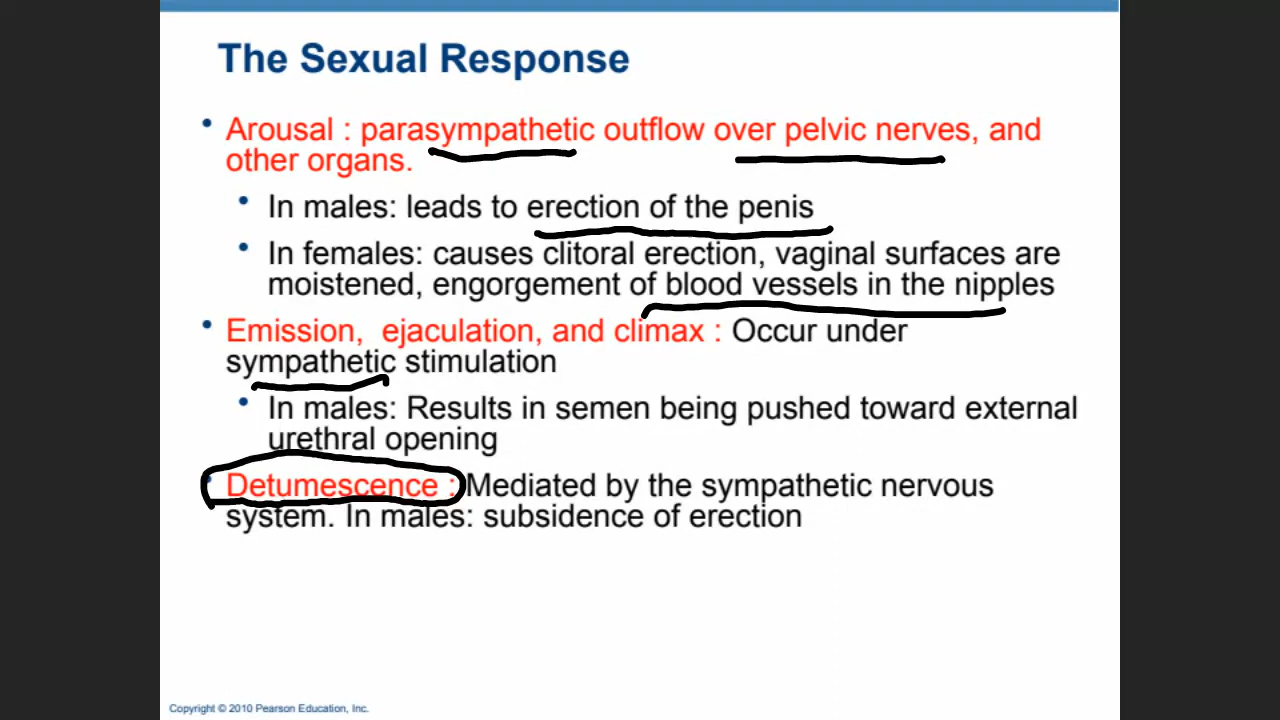 The Sexual Response
• Arousal : parasympathetic outflow over pelvic nerves, and
other organs.
• In males: leads to erection of the penis
• In females: causes clitoral erection, vaginal surfaces are
moistened, engorgement of blood vessels in the nipples
• Emission, ejaculation, and climax : Occur under
sympathetic stimulation
• In males: Results in semen being pushed toward external
urethral opening
• Detumescence : Mediated by the sympathetic nervous
system. In males: subsidence of erection
Copyright © 2010 Pearson Education, Inc.